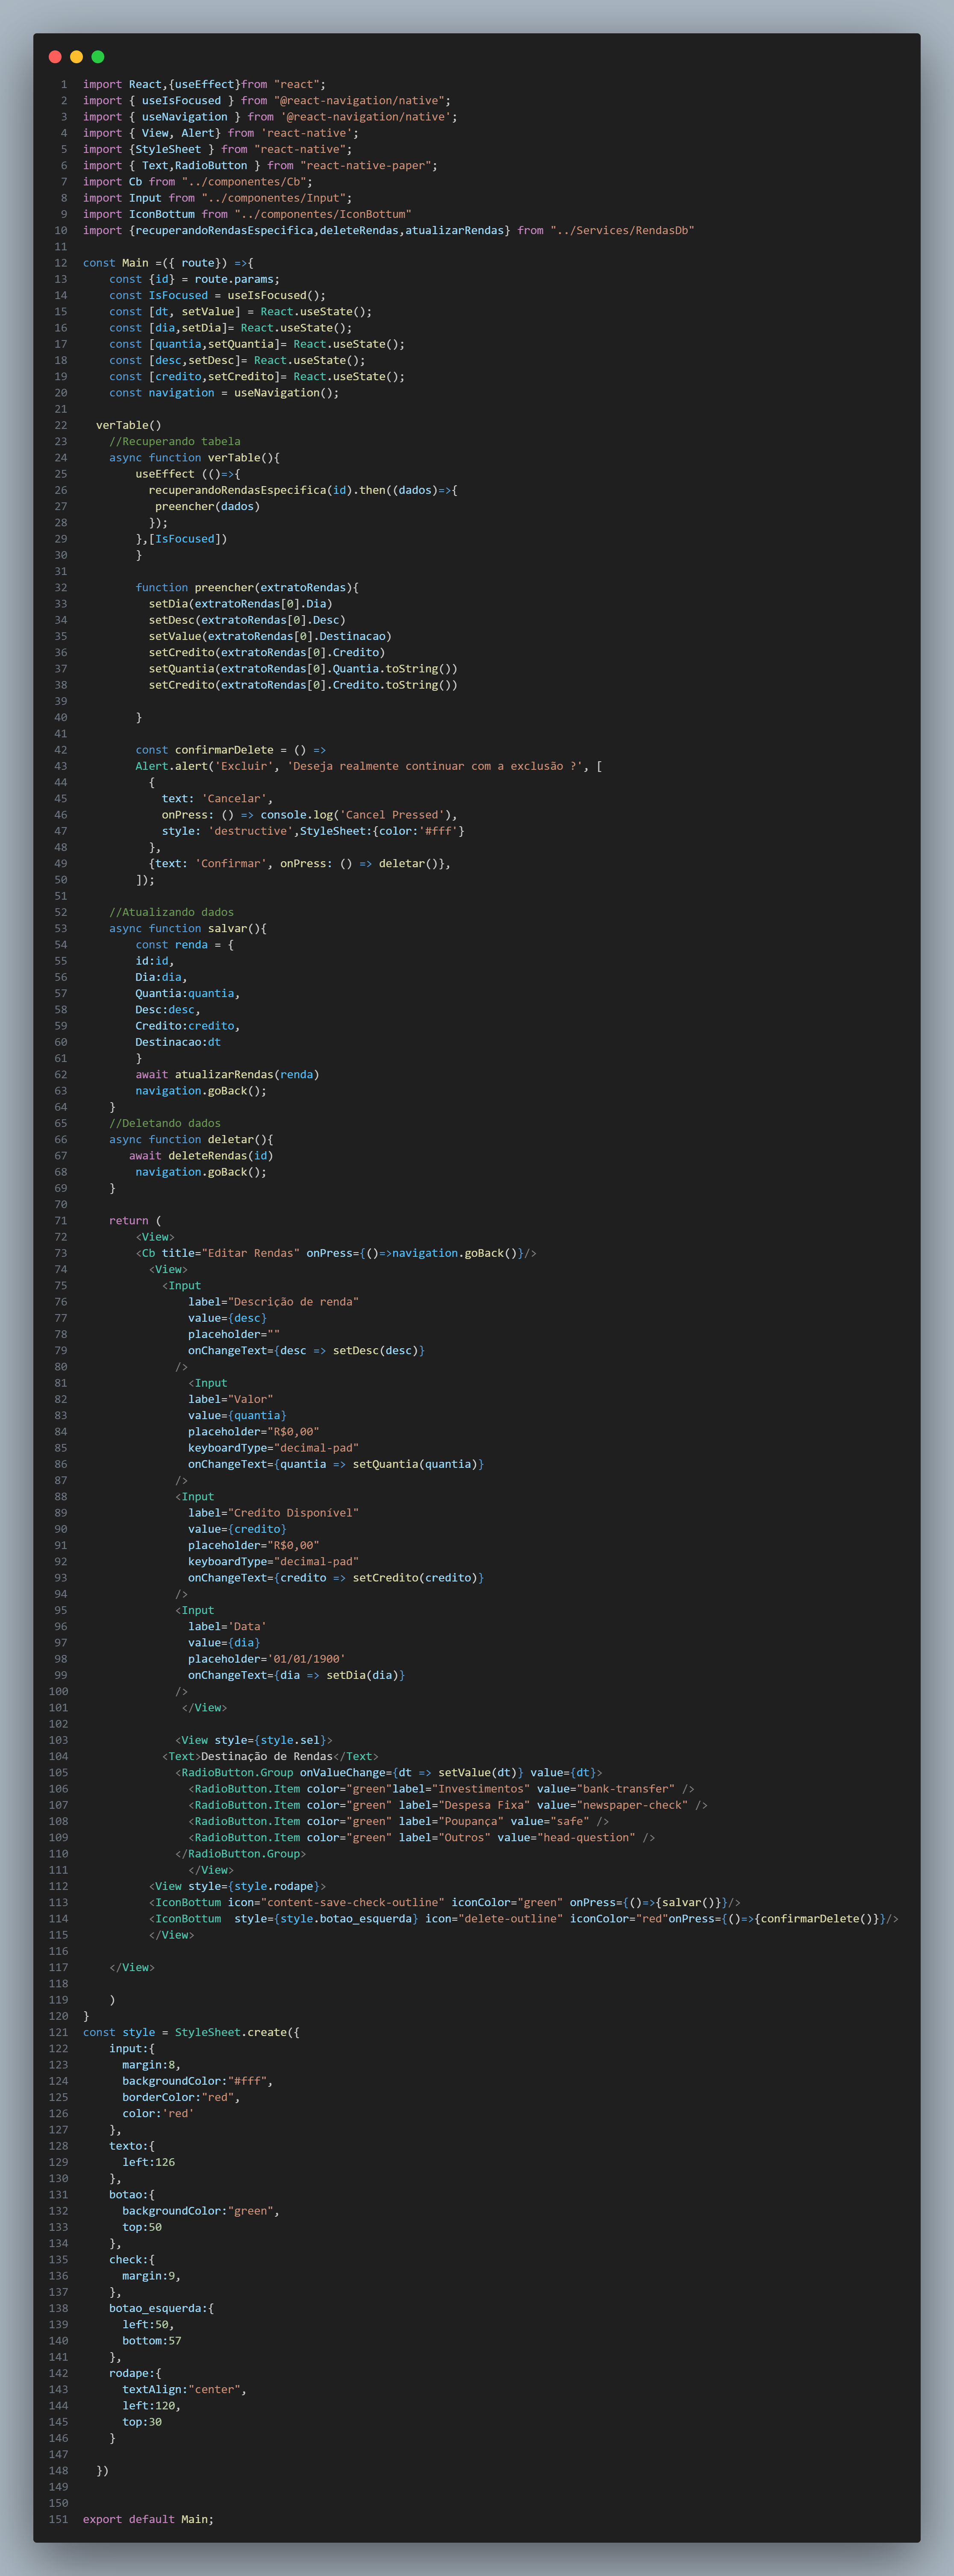 1 import React,{useEffect}from "react";
2 import { useIsFocused } from "@react-navigation/native";
3 import { useNavigation } from '@react-navigation/native';
4 import { View, Alert} from 'react-native';
5 import {StyleSheet } from "react-native";
6 import { Text,RadioButton } from "react-native-paper";
7 import Cb from "../componentes/Cb";
8 import Input from "../componentes/Input";
9 import IconBottum from "../componentes/IconBottum"
10 import {recuperandoRendasEspecifica,deleteRendas,atualizarRendas} from "../Services/RendasDb"
11
12 const Main =({ route}) =>{
13     const {id} = route.params;
14     const IsFocused = useIsFocused();
15     const [dt, setValue] = React.useState();
16     const [dia,setDia]= React.useState();
17     const [quantia,setQuantia]= React.useState();
18     const [desc,setDesc]= React.useState();
19     const [credito,setCredito]= React.useState();
20     const navigation = useNavigation();
21
22   verTable()
23     //Recuperando tabela
24     async function verTable(){
25         useEffect (()=>{
26           recuperandoRendasEspecifica(id).then((dados)=>{
27            preencher(dados)
28           });
29         },[IsFocused])
30         }
31
32         function preencher(extratoRendas){
33           setDia(extratoRendas[0].Dia)
34           setDesc(extratoRendas[0].Desc)
35           setValue(extratoRendas[0].Destinacao)
36           setCredito(extratoRendas[0].Credito)
37           setQuantia(extratoRendas[0].Quantia.toString())
38           setCredito(extratoRendas[0].Credito.toString())
39
40         }
41
42         const confirmarDelete = () =>
43         Alert.alert('Excluir', 'Deseja realmente continuar com a exclusão ?', [
44           {
45             text: 'Cancelar',
46             onPress: () => console.log('Cancel Pressed'),
47             style: 'destructive',StyleSheet:{color:'#fff'}
48           },
49           {text: 'Confirmar', onPress: () => deletar()},
50         ]);
51
52     //Atualizando dados
53     async function salvar(){
54         const renda = {
55         id:id,
56         Dia:dia,
57         Quantia:quantia,
58         Desc:desc,
59         Credito:credito,
60         Destinacao:dt
61         }
62         await atualizarRendas(renda)
63         navigation.goBack();
64     }
65     //Deletando dados
66     async function deletar(){
67        await deleteRendas(id)
68         navigation.goBack();
69     }
70
71     return (
72         <View>
73         <Cb title="Editar Rendas" onPress={()=>navigation.goBack()}/>
74           <View>
75             <Input
76                 label="Descrição de renda"
77                 value={desc}
78                 placeholder=""
79                 onChangeText={desc => setDesc(desc)}
80               />
81                 <Input
82                 label="Valor"
83                 value={quantia}
84                 placeholder="R$0,00"
85                 keyboardType="decimal-pad"
86                 onChangeText={quantia => setQuantia(quantia)}
87               />
88               <Input
89                 label="Credito Disponível"
90                 value={credito}
91                 placeholder="R$0,00"
92                 keyboardType="decimal-pad"
93                 onChangeText={credito => setCredito(credito)}
94               />
95               <Input
96                 label='Data'
97                 value={dia}
98                 placeholder='01/01/1900'
99                 onChangeText={dia => setDia(dia)}
100               />
101                </View>
102
103               <View style={style.sel}>
104             <Text>Destinação de Rendas</Text>
105               <RadioButton.Group onValueChange={dt => setValue(dt)} value={dt}>
106                 <RadioButton.Item color="green"label="Investimentos" value="bank-transfer" />
107                 <RadioButton.Item color="green" label="Despesa Fixa" value="newspaper-check" />
108                 <RadioButton.Item color="green" label="Poupança" value="safe" />
109                 <RadioButton.Item color="green" label="Outros" value="head-question" />
110               </RadioButton.Group>
111                 </View>
112           <View style={style.rodape}>
113           <IconBottum icon="content-save-check-outline" iconColor="green" onPress={()=>{salvar()}}/>
114           <IconBottum  style={style.botao_esquerda} icon="delete-outline" iconColor="red"onPress={()=>{confirmarDelete()}}/>
115           </View>
116
117     </View>
118
119     )
120 }
121 const style = StyleSheet.create({
122     input:{
123       margin:8,
124       backgroundColor:"#fff",
125       borderColor:"red",
126       color:'red'
127     },
128     texto:{
129       left:126
130     },
131     botao:{
132       backgroundColor:"green",
133       top:50
134     },
135     check:{
136       margin:9,
137     },
138     botao_esquerda:{
139       left:50,
140       bottom:57
141     },
142     rodape:{
143       textAlign:"center",
144       left:120,
145       top:30
146     }
147
148   })
149
150
151 export default Main;